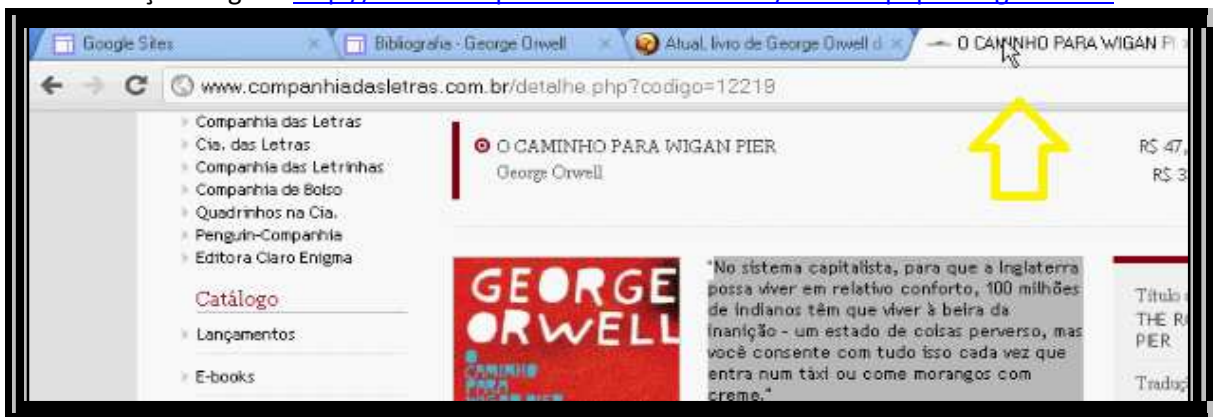 Google Sites
Bibliografia - George Orwell
Atual, livro de George Orwell d
O CAMINHO PARA WIGAN PI
www.companhiadasletras.com.br/detalhe.php?codigo=12219
Companhia das Letras
Cia. das Letras
Companhia das Letrinhas
Companhia de Bolso
Quadrinhos na Cia.
Penguin-Companhia
Editora Claro Enigma
Catálogo
Lançamentos
E-books
O CAMINHO PARA WIGAN PIER
George Orwell
R$ 47,
R$ 3
GEORGE
ORWELL
O
CAMINHO
PARA
"No sistema capitalista, para que a Inglaterra
possa viver em relativo conforto, 100 milhões
de indianos têm que viver à beira da
inanição - um estado de coisas perverso, mas
você consente com tudo isso cada vez que
entra num táxi ou come morangos com
creme."
Título
THE R
PIER
Traduç